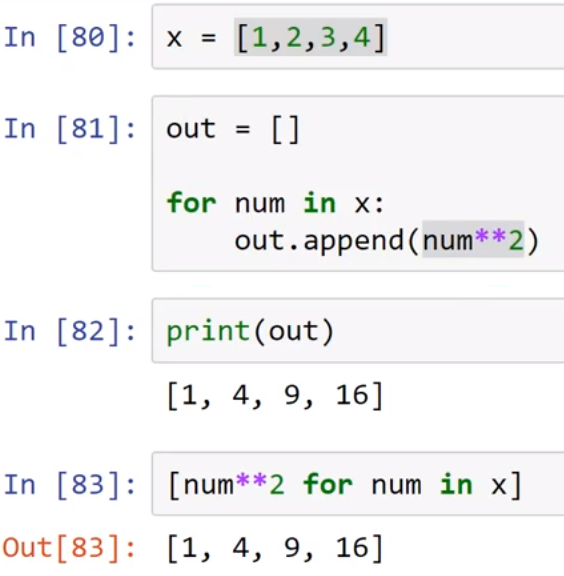 In [80]: x = [1,2,3,4]
In [81]: out = []
for num in x:
    out.append(num**2)
In [82]: print(out)
[1, 4, 9, 16]
In [83]: [num**2 for num in x]
Out[83]: [1, 4, 9, 16]